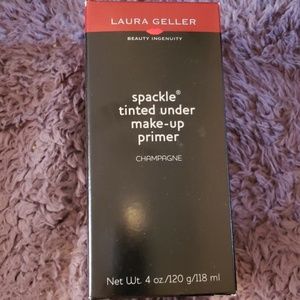 LAURA GELLER
BEAUTY INGENUITY
spackle®
tinted under
make-up
primer
CHAMPAGNE
Net Wt. 4 oz./120 g/118 ml